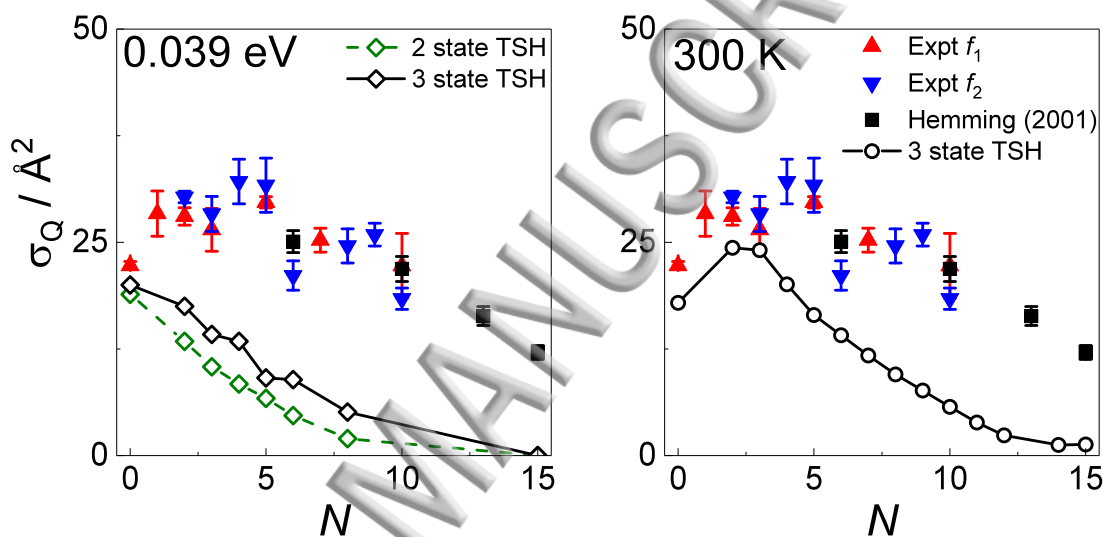 50
0.039 eV
2 state TSH
3 state TSH
σQ / Å2
25
0
0
5
10
15
N
50
300 K
Expt f1
Expt f2
Hemming (2001)
3 state TSH
25
0
0
5
10
15
N
MANUSCR